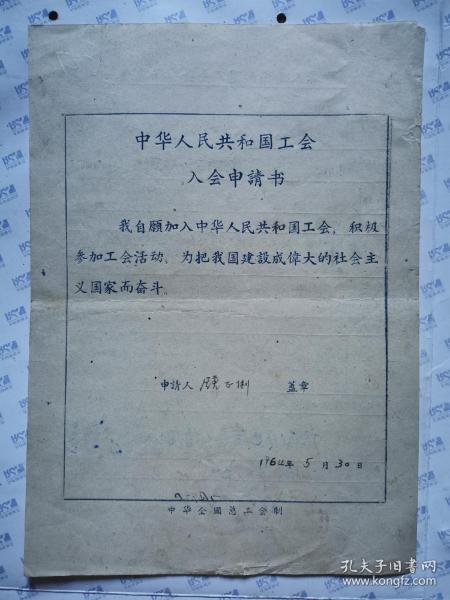 中华人民共和国工会
入会申請书
我自願加入中华人民共和国工会，积极
参加工会活动，为把我国建設成偉大的社会主
义国家而奋斗。
申請人 盖章
1964年 5月 30日
中华全國总工会制
孔夫子旧书网
www.kongfz.com